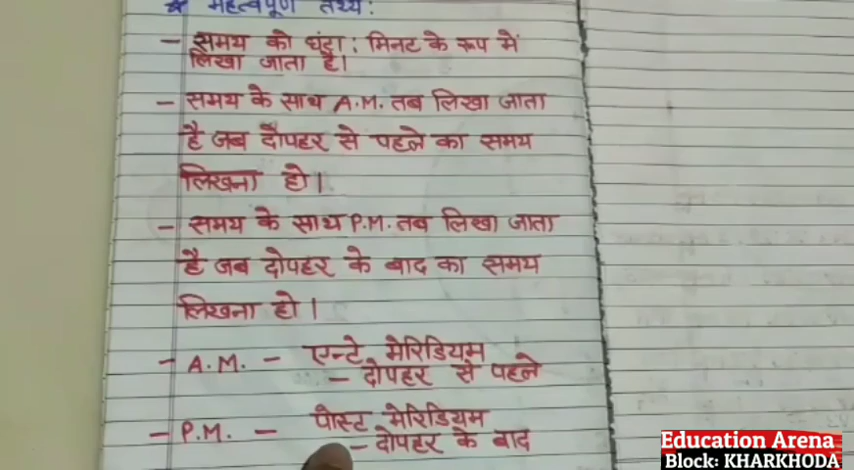 * महत्वपूर्ण तथ्य:
- समय को घंटा : मिनट के रूप में
लिखा जाता है।
- समय के साथ A.M. तब लिखा जाता
है जब दोपहर से पहले का समय
लिखना हो।
- समय के साथ P.M. तब लिखा जाता
है जब दोपहर के बाद का समय
लिखना हो।
- A.M. - एन्टे मेरिडियम
- दोपहर से पहले
- P.M. - पोस्ट मेरिडियम
- दोपहर के बाद
Education Arena
Block: KHARKHODA